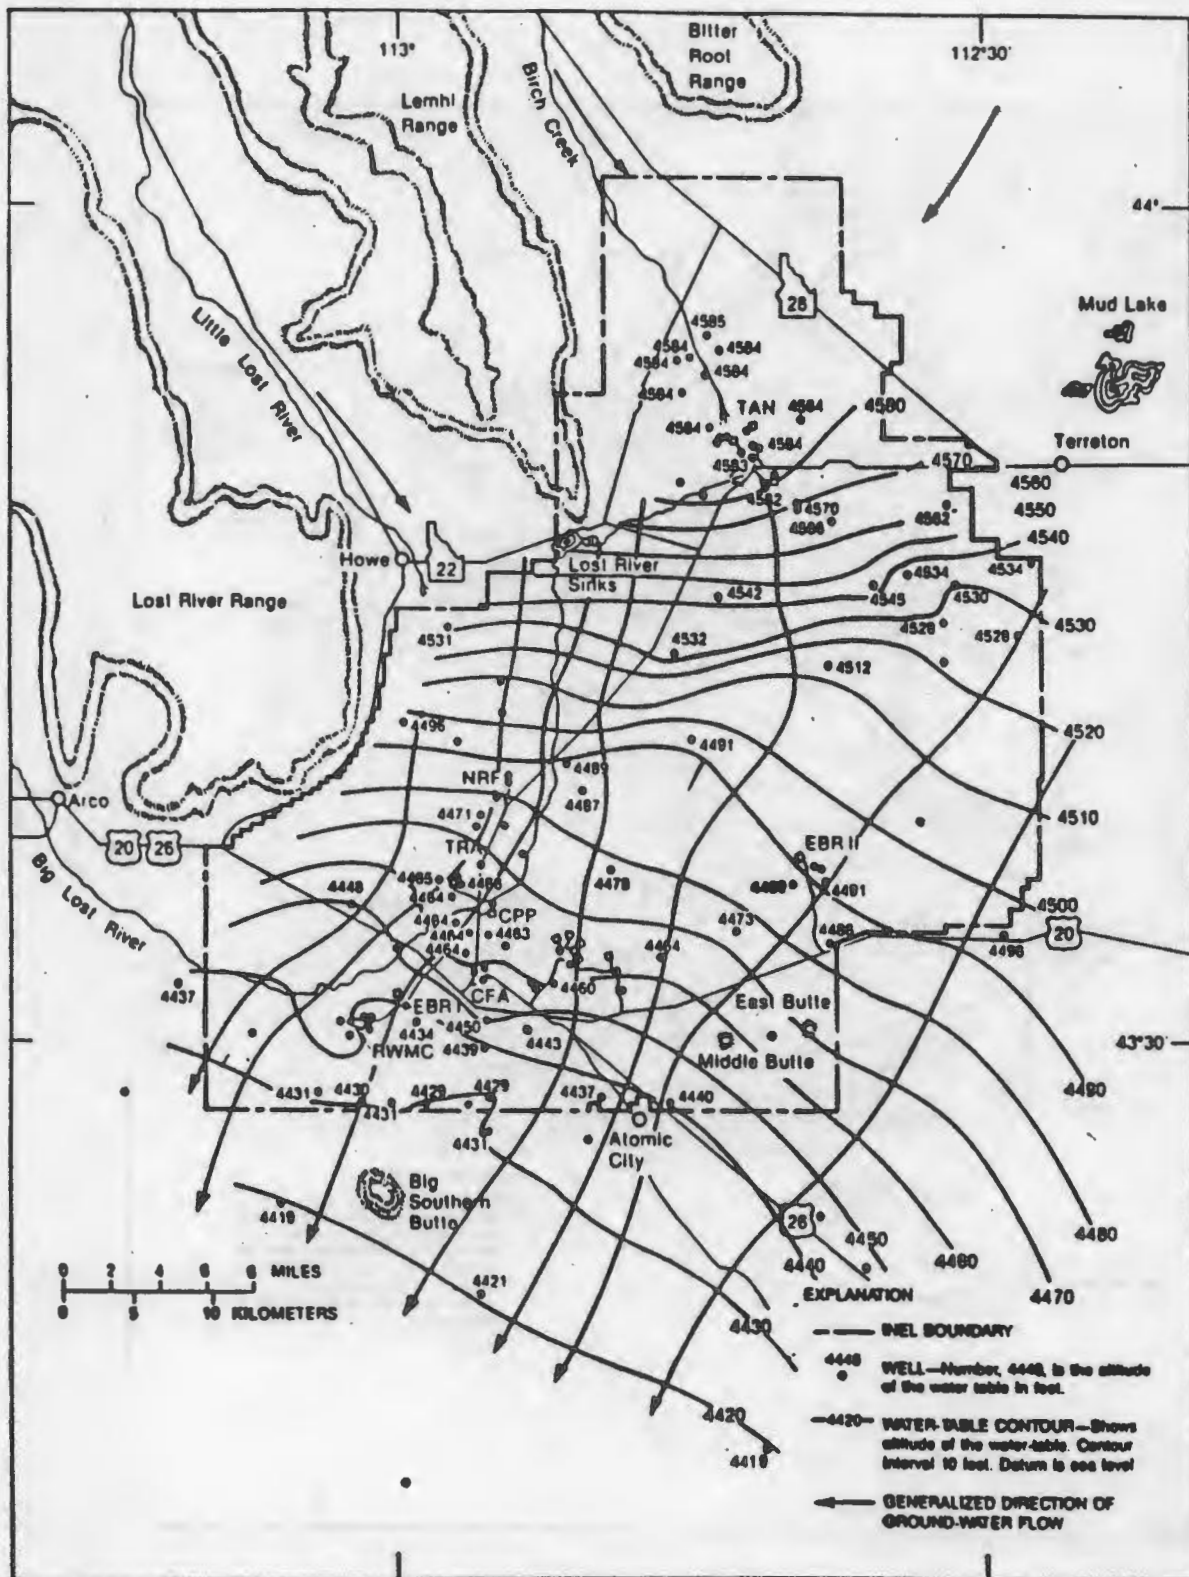 113°
Bitter
Root
Range
112°30'
Lemhi
Range
Birch Creek
44°
28
Mud Lake
Little Lost River
4585
4584
4584
4584
4584
4584
TAN
4584
4580
4584
4584
4583
4570
Terreton
4582
4570
4560
4562
4550
4540
Howe
22
Lost River
Sinks
4534
4534
Lost River Range
4542
4545
4530
4531
4532
4528
4528
4530
4512
4496
4491
4520
4489
NRF
4487
Arco
4471
4510
20
26
TRA
EBR II
4465
4466
4478
4491
4448
4464
4500
CPP
4464
4463
4473
4464
4464
4486
20
4496
Big Lost River
4437
CFA
4460
EBR I
East Butte
4434
4450
4443
RWMC
4439
Middle Butte
43°30'
4490
4431
4430
4431
4429
4429
4437
4440
4431
Atomic
City
Big
Southern
Butte
4419
26
4480
4450
4460
4440
4470
0 2 4 6 8 MILES
0 5 10 KILOMETERS
4421
4430
EXPLANATION
INEL BOUNDARY
4448
WELL—Number, 4448, is the altitude
of the water table in feet.
4420
4420
WATER-TABLE CONTOUR—Shows
altitude of the water-table. Contour
interval 10 feet. Datum is sea level
4419
GENERALIZED DIRECTION OF
GROUND-WATER FLOW